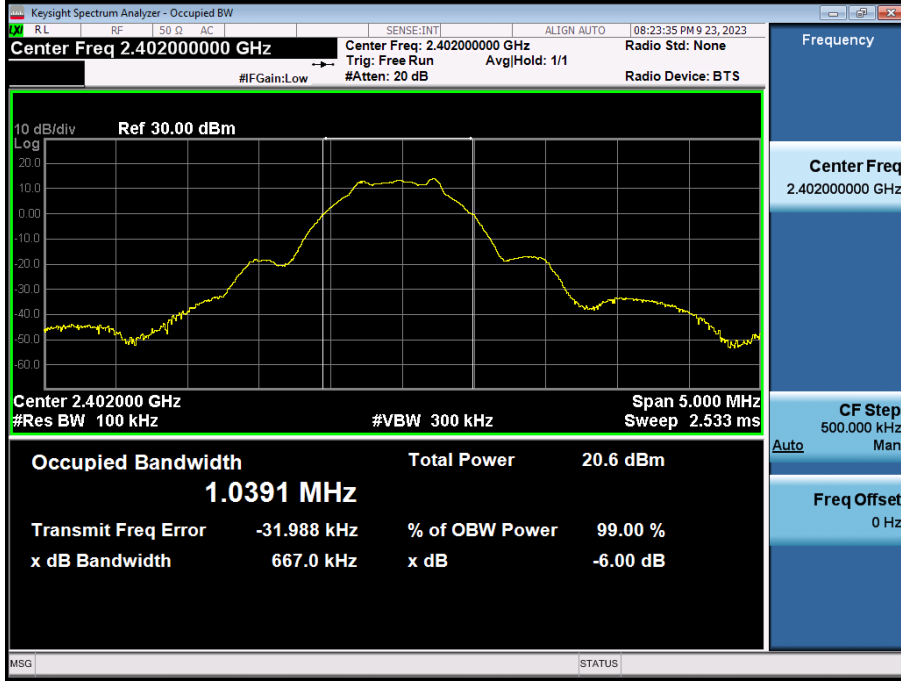 Keysight Spectrum Analyzer - Occupied BW
LXI RL RF 50 Ω AC SENSE:INT ALIGN AUTO 08:23:35 PM 9 23, 2023
Center Freq 2.402000000 GHz
Center Freq: 2.402000000 GHz
Radio Std: None
Trig: Free Run Avg|Hold: 1/1
#IFGain:Low
#Atten: 20 dB
Radio Device: BTS
10 dB/div Ref 30.00 dBm
Log
20.0
10.0
0.00
-10.0
-20.0
-30.0
-40.0
-50.0
-60.0
Center 2.402000 GHz Span 5.000 MHz
#Res BW 100 kHz #VBW 300 kHz Sweep 2.533 ms
Occupied Bandwidth Total Power 20.6 dBm
1.0391 MHz
Transmit Freq Error -31.988 kHz % of OBW Power 99.00 %
x dB Bandwidth 667.0 kHz x dB -6.00 dB
MSG STATUS
Frequency
Center Freq
2.402000000 GHz
CF Step
500.000 kHz
Auto Man
Freq Offset
0 Hz